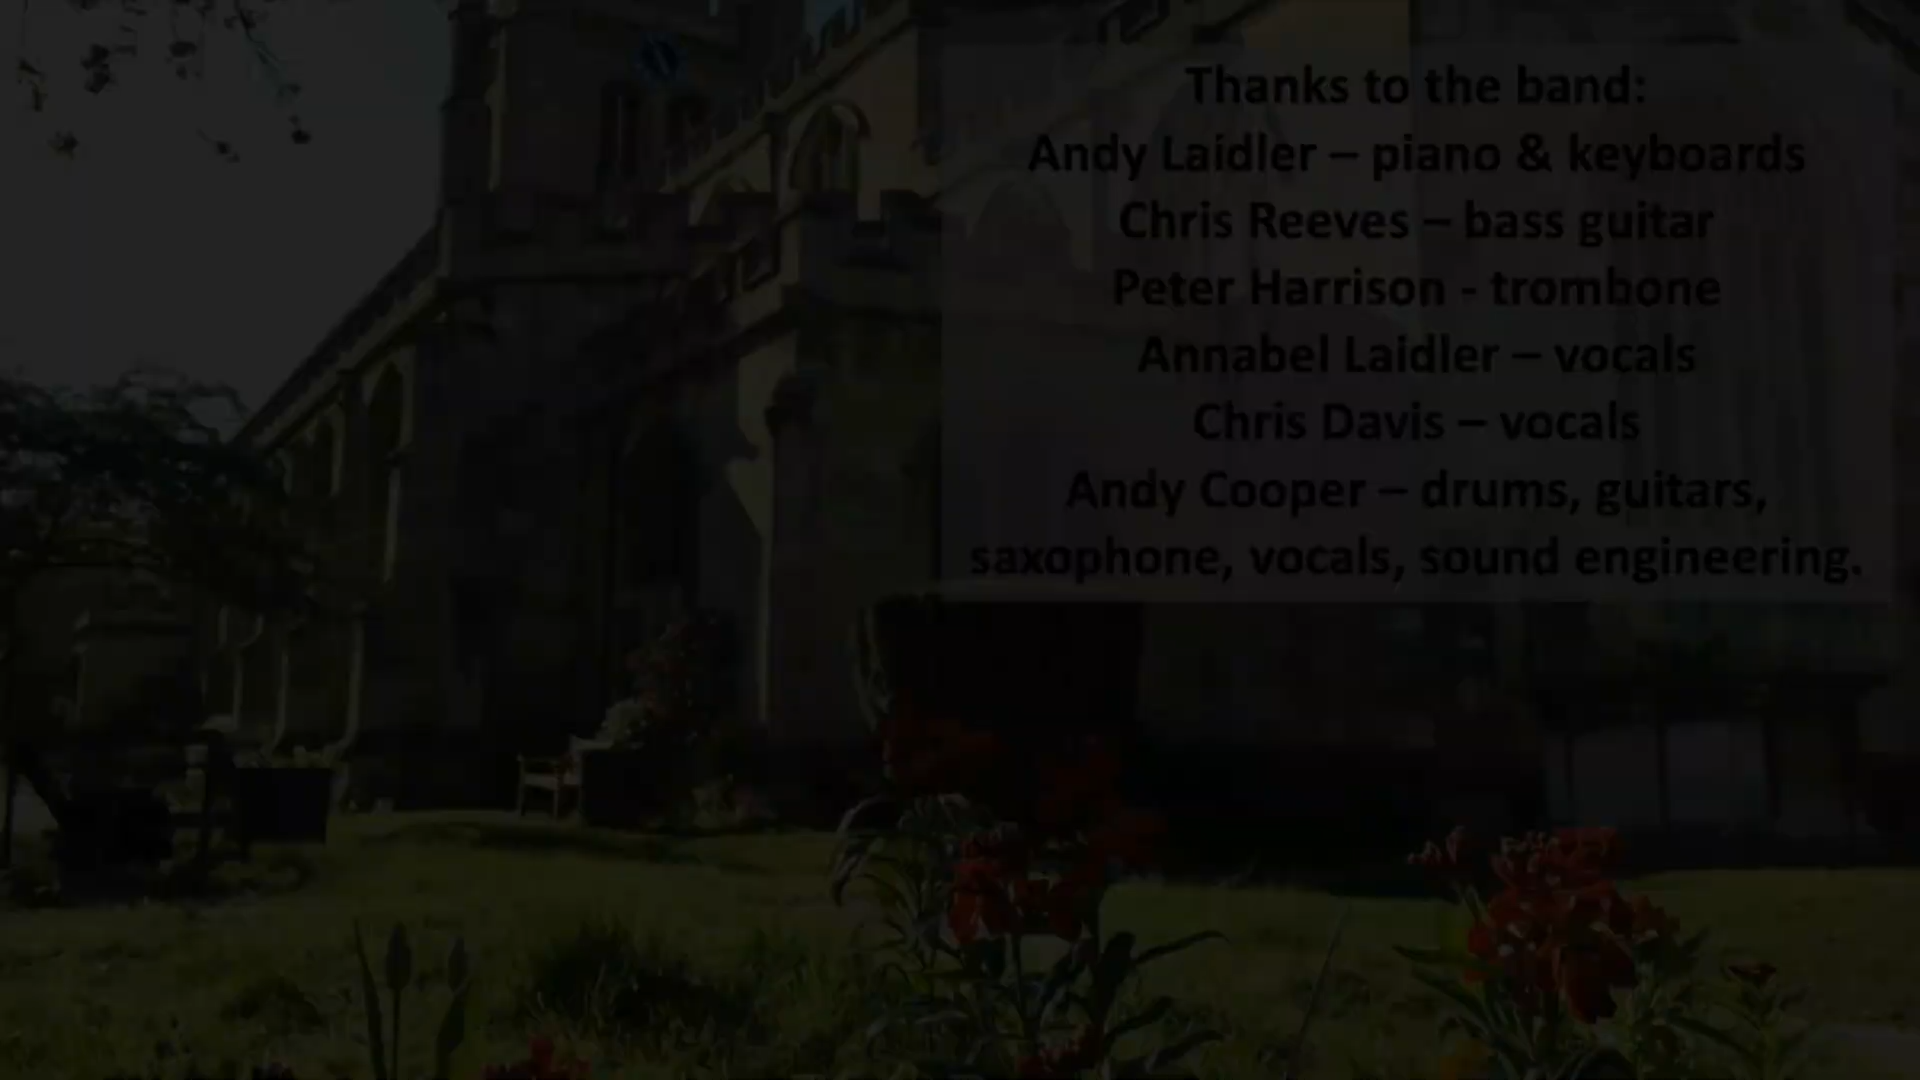 Thanks to the band:
Andy Laidler – piano & keyboards
Chris Reeves – bass guitar
Peter Harrison - trombone
Annabel Laidler – vocals
Chris Davis – vocals
Andy Cooper – drums, guitars,
saxophone, vocals, sound engineering.